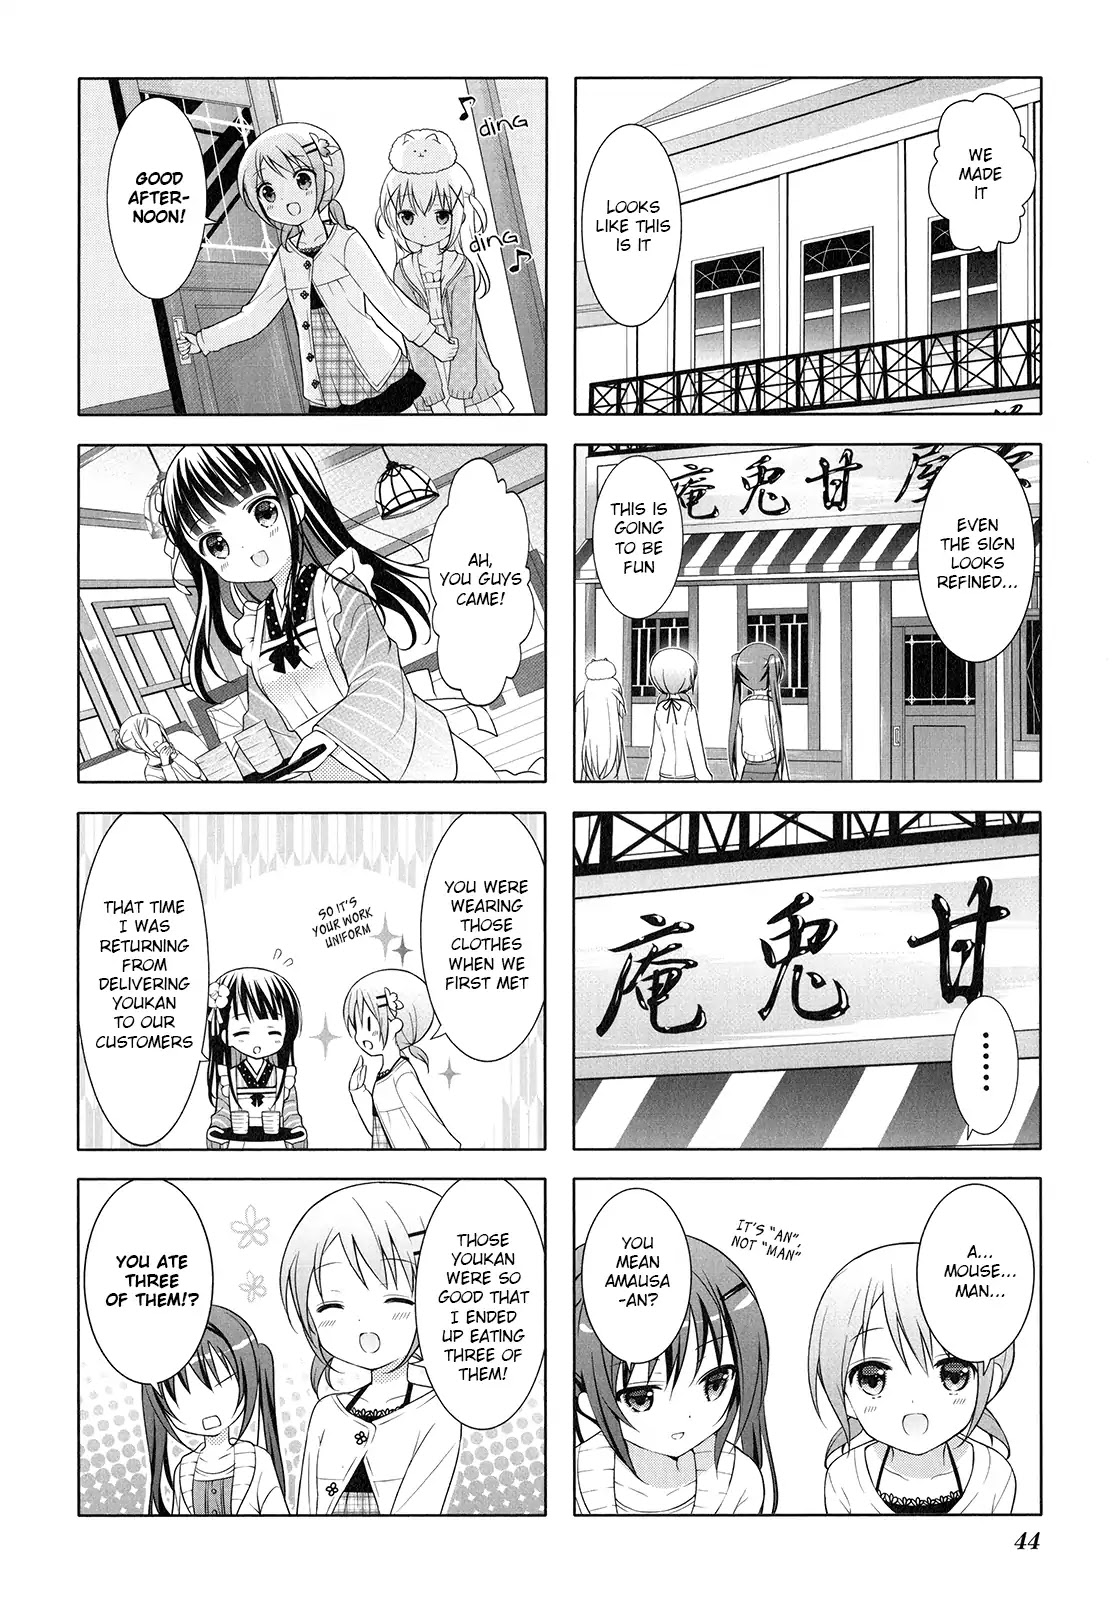 WE
MADE
IT
LOOKS
LIKE THIS
IS IT
EVEN
THE SIGN
LOOKS
REFINED...
THIS IS
GOING
TO BE
FUN
庵兎甘
......
庵兎甘
A...
MOUSE...
MAN...
IT'S "AN",
NOT "MAN"
YOU
MEAN
AMAUSA
-AN?
ding
ding
GOOD
AFTER-
NOON!
AH,
YOU GUYS
CAME!
YOU WERE
WEARING
THOSE
CLOTHES
WHEN WE
FIRST MET
SO IT'S
YOUR WORK
UNIFORM
THAT TIME
I WAS
RETURNING
FROM
DELIVERING
YOUKAN
TO OUR
CUSTOMERS
THOSE
YOUKAN
WERE SO
GOOD THAT
I ENDED
UP EATING
THREE OF
THEM!
YOU ATE
THREE
OF THEM!?
44